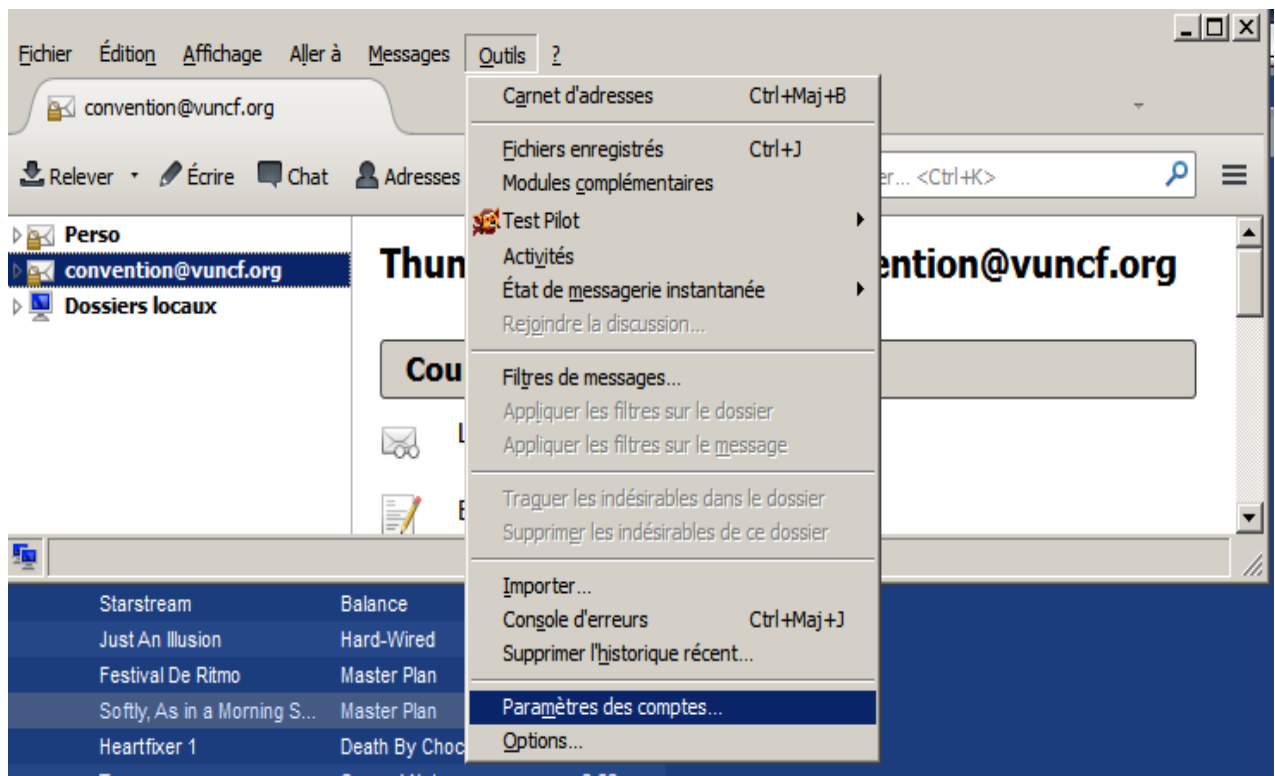 Fichier Édition Affichage Aller à Messages Outils ?
convention@vuncf.org
Relever Écrire Chat Adresses er... <Ctrl+K>
Perso
convention@vuncf.org
Dossiers locaux
Thun ention@vuncf.org
Cou
L
E
Carnet d'adresses Ctrl+Maj+B
Fichiers enregistrés Ctrl+J
Modules complémentaires
Test Pilot
Activités
État de messagerie instantanée
Rejoindre la discussion...
Filtres de messages...
Appliquer les filtres sur le dossier
Appliquer les filtres sur le message
Traquer les indésirables dans le dossier
Supprimer les indésirables de ce dossier
Importer...
Console d'erreurs Ctrl+Maj+J
Supprimer l'historique récent...
Paramètres des comptes...
Options...
Starstream Balance
Just An Illusion Hard-Wired
Festival De Ritmo Master Plan
Softly, As in a Morning S... Master Plan
Heartfixer 1 Death By Choc